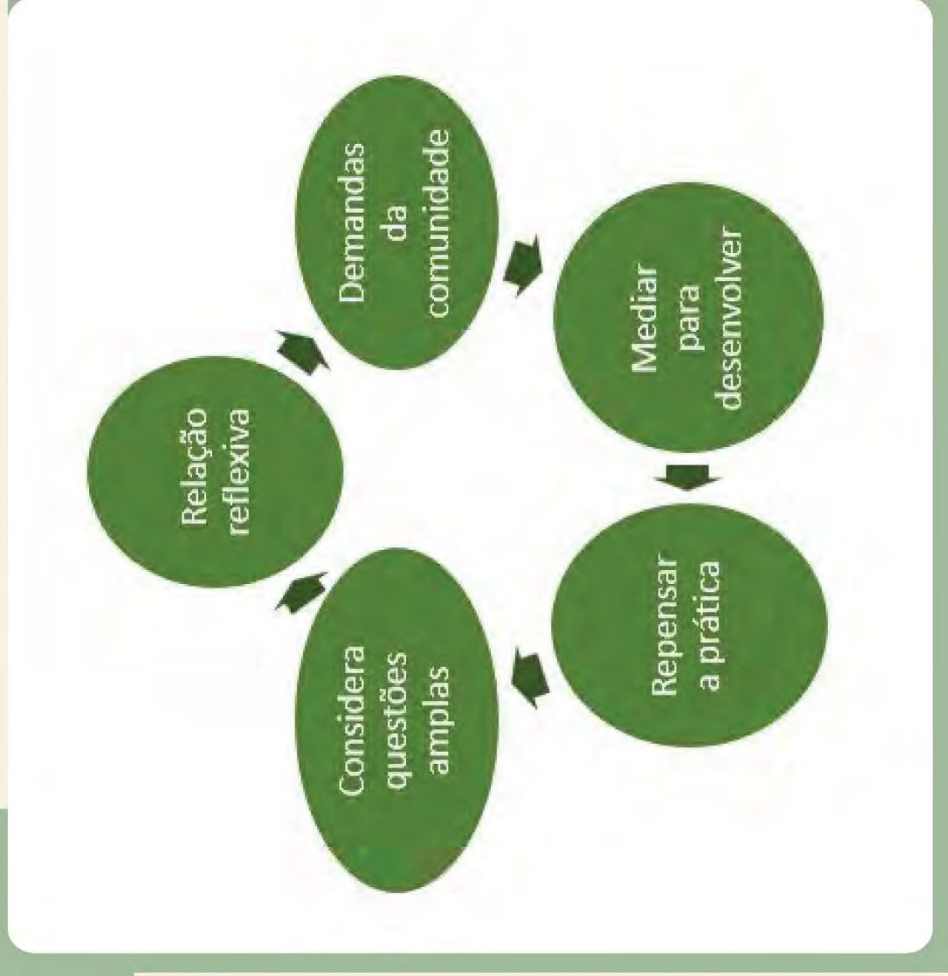 Relação
reflexiva
Demandas
da
comunidade
Mediar
para
desenvolver
Repensar
a prática
Considera
questões
amplas